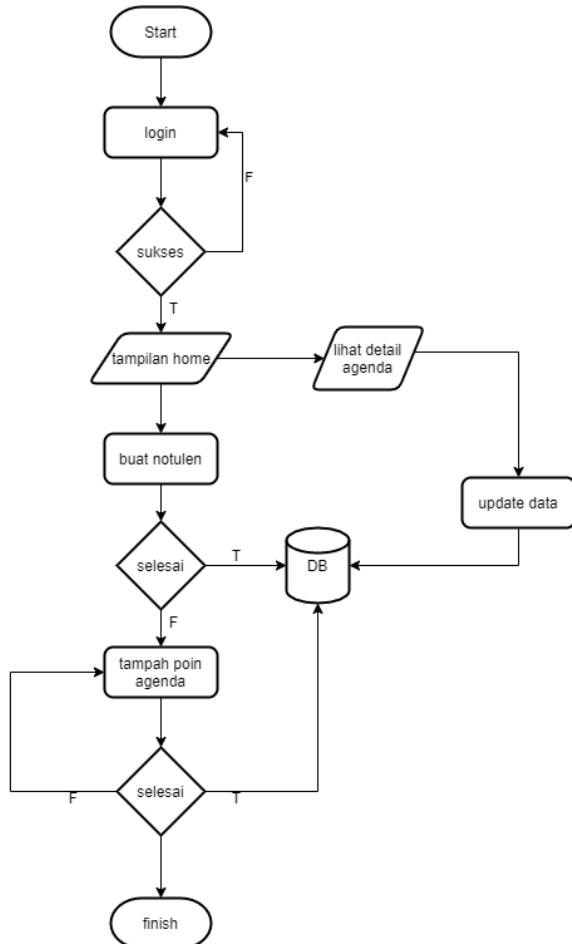 Start
login
F
sukses
T
tampilan home
lihat detail
agenda
buat notulen
update data
selesai
T
DB
F
tampah poin
agenda
selesai
F
T
finish